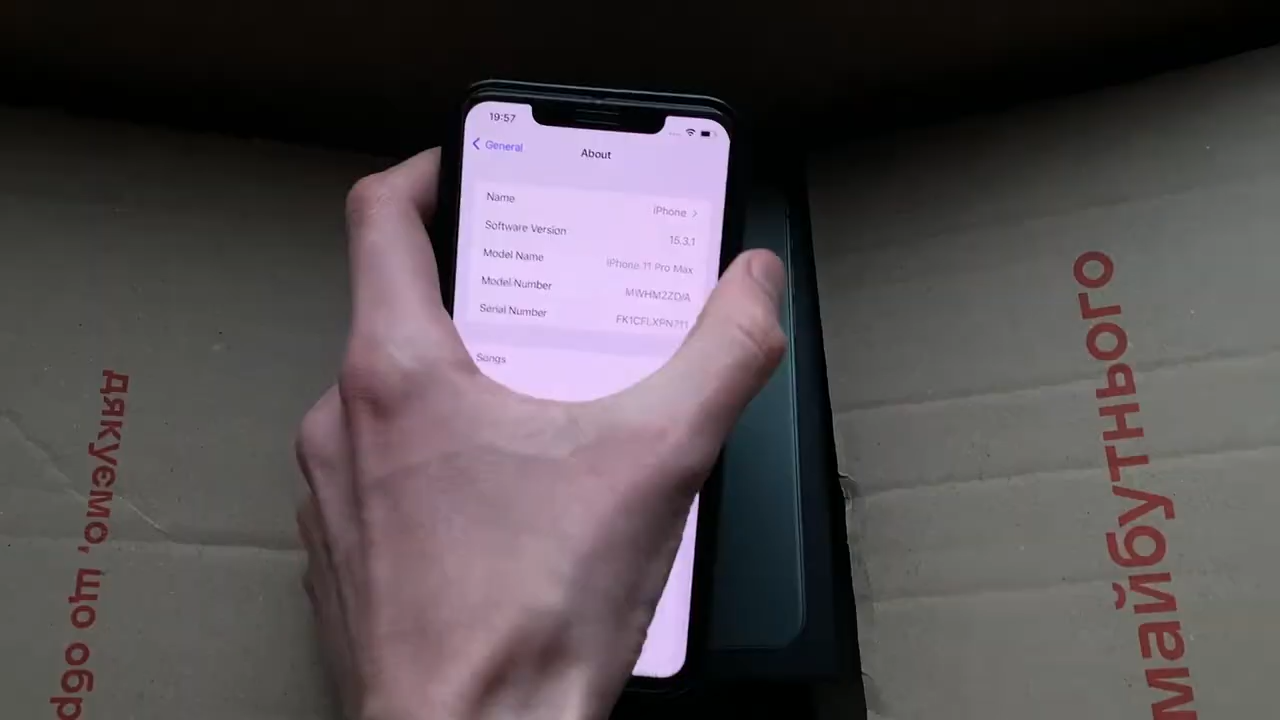 19:57
General
About
Name
iPhone
Software Version
15.3.1
Model Name
iPhone 11 Pro Max
Model Number
MWHM2ZD/A
Serial Number
Songs
дякуємо, що
майбутнього